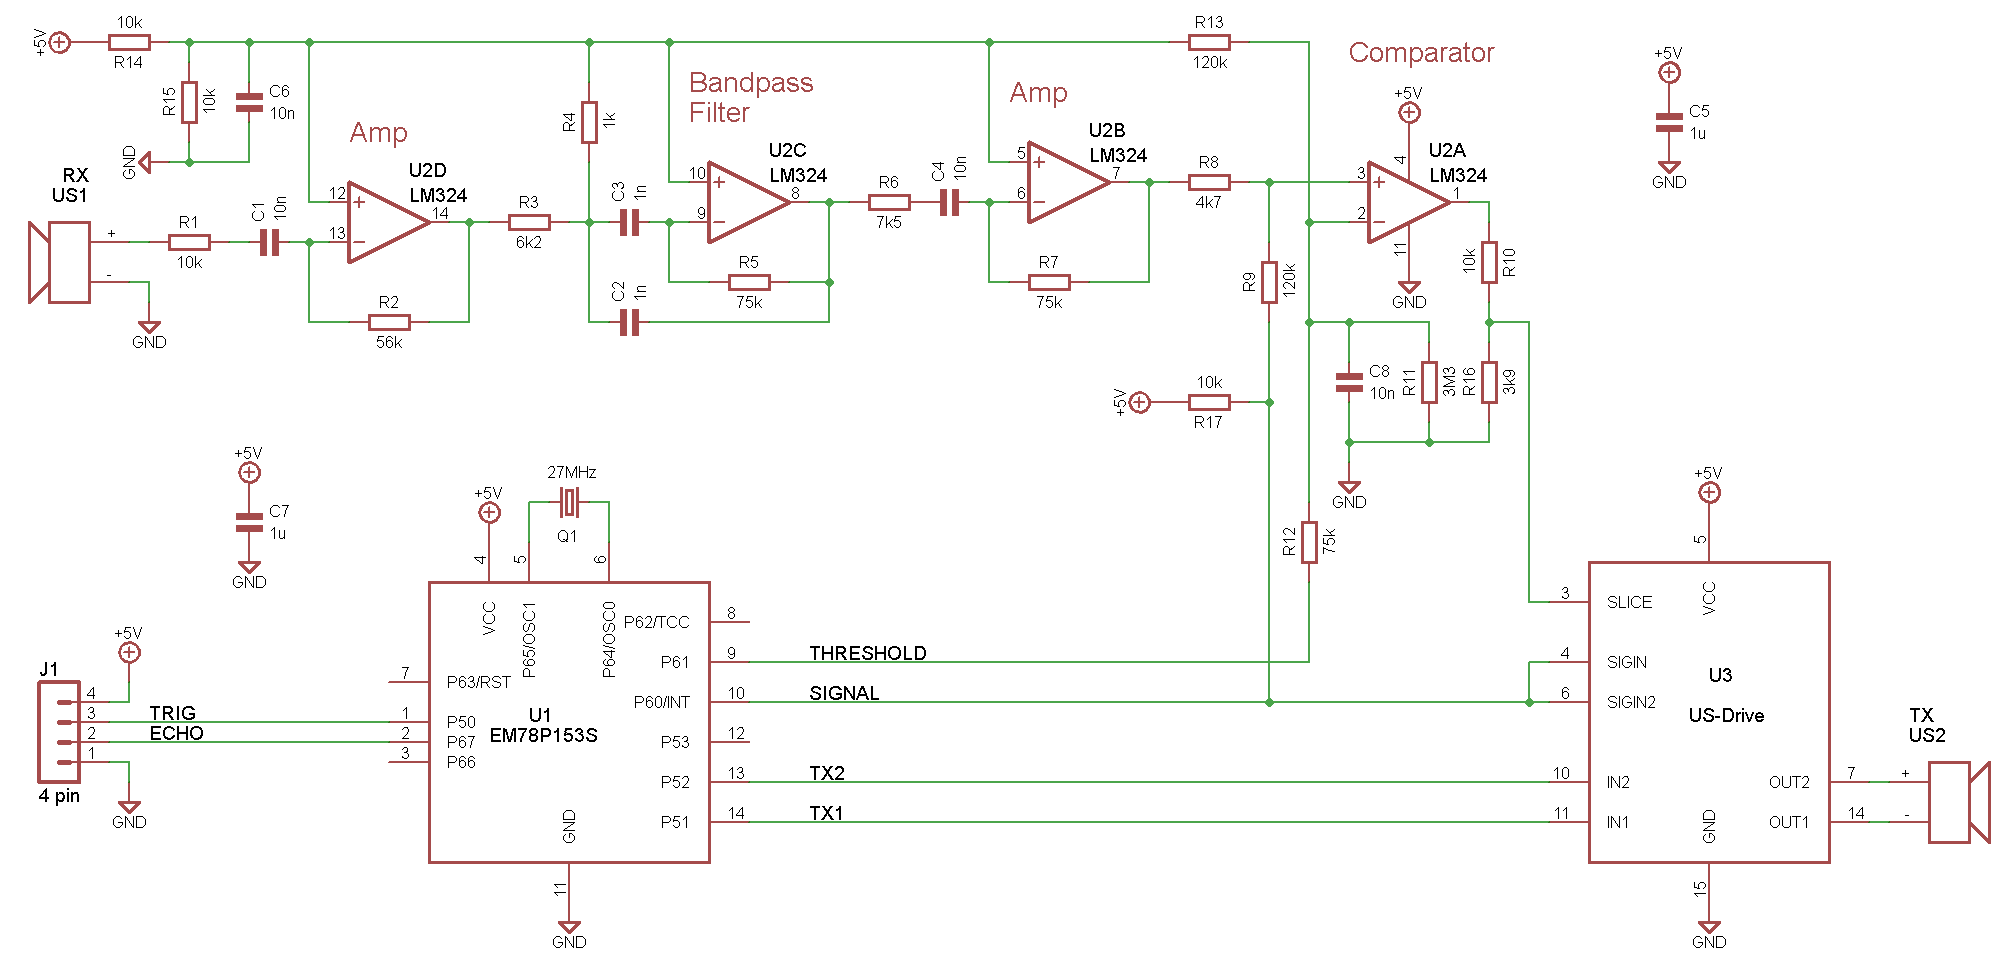 +5V
10k
R14
R13
120k
Comparator
+5V
C5
1u
GND
R15
10k
C6
10n
GND
Amp
R4
1k
Bandpass
Filter
Amp
+5V
RX
US1
+
-
GND
R1
10k
C1
10n
12
13
+
−
U2D
LM324
14
R2
56k
R3
6k2
C3
1n
C2
1n
10
9
+
−
U2C
LM324
8
R5
75k
R6
7k5
C4
10n
5
6
+
−
U2B
LM324
7
R7
75k
R8
4k7
R9
120k
3
2
+
−
4
11
U2A
LM324
1
GND
10k
R10
C8
10n
R11
3M3
R16
3k9
GND
+5V
10k
R17
R12
75k
+5V
C7
1u
GND
+5V
27MHz
Q1
4
5
6
VCC
P65/OSC1
P64/OSC0
P62/TCC
8
P61
9
THRESHOLD
P60/INT
10
SIGNAL
P53
12
P52
13
TX2
P51
14
TX1
7
P63/RST
1
P50
2
P67
3
P66
U1
EM78P153S
GND
11
GND
J1
+5V
4
3
2
1
TRIG
ECHO
4 pin
GND
+5V
5
VCC
3
SLICE
4
SIGIN
6
SIGIN2
U3
US-Drive
10
IN2
11
IN1
OUT2
7
OUT1
14
GND
15
GND
TX
US2
+
-